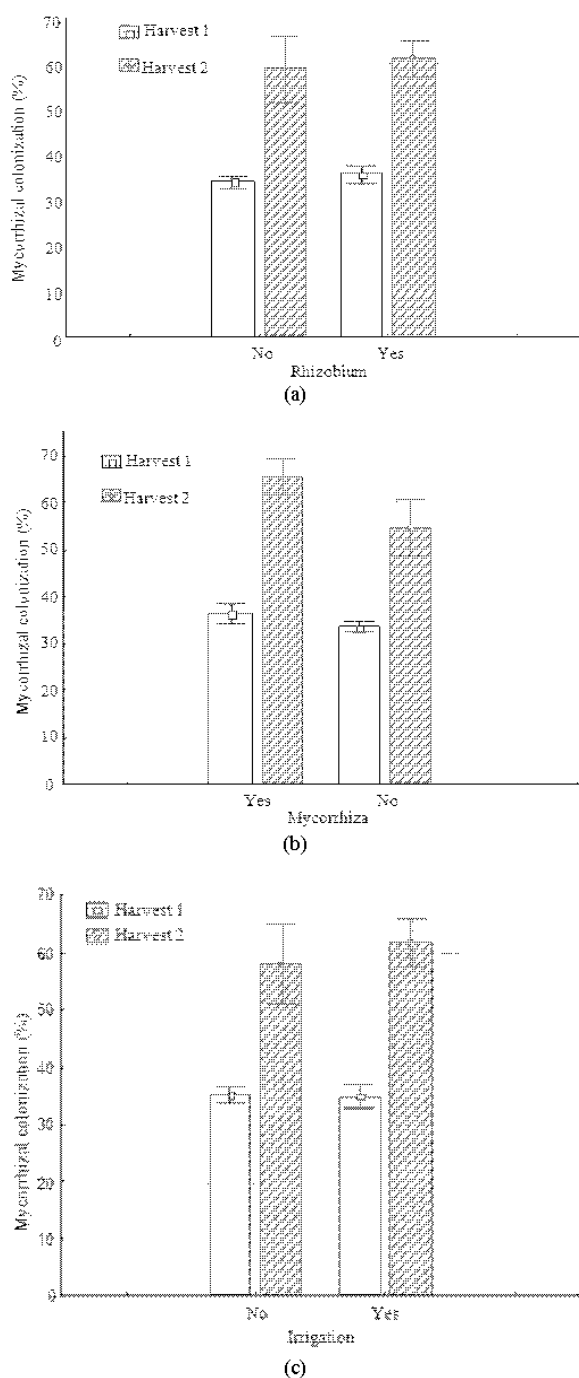 70
60
50
40
30
20
10
0
Mycorrhizal colonization (%)
Harvest 1
Harvest 2
No
Yes
Rhizobium
(a)
70
60
50
40
30
20
10
0
Mycorrhizal colonization (%)
Harvest 1
Harvest 2
Yes
No
Mycorrhiza
(b)
70
60
50
40
30
20
10
0
Mycorrhizal colonization (%)
Harvest 1
Harvest 2
No
Yes
Irrigation
(c)